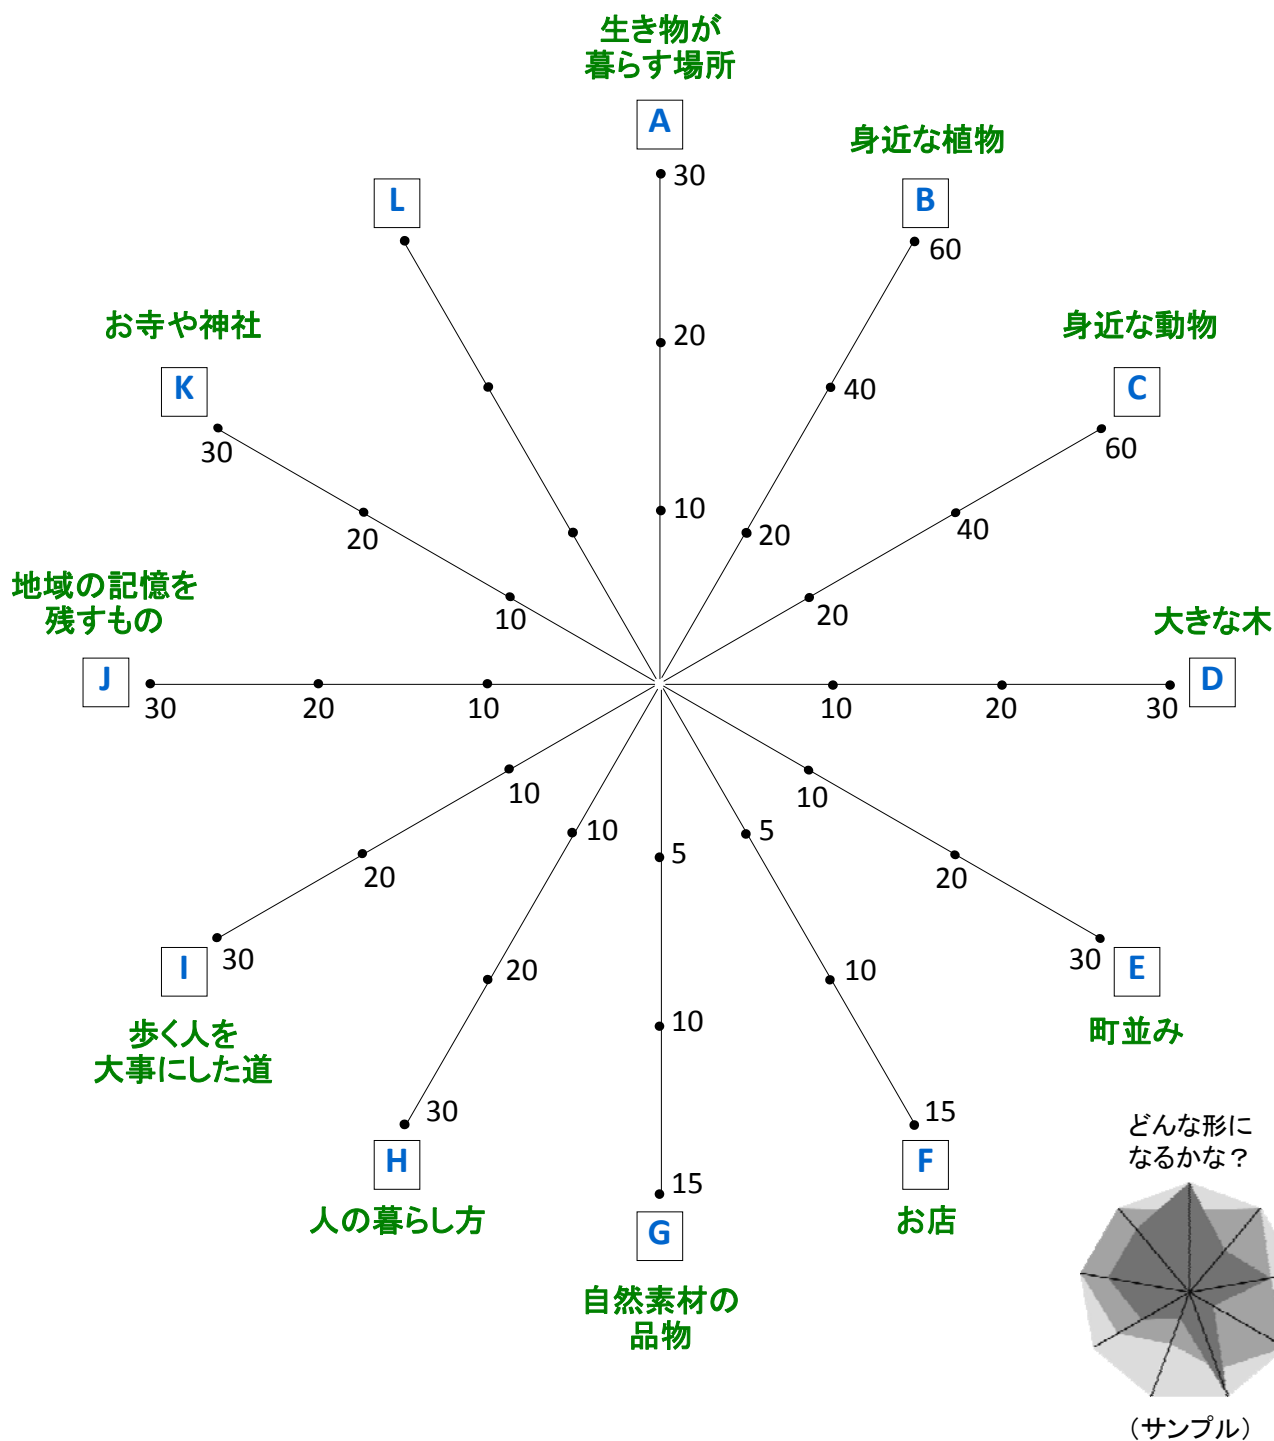 生き物が
暮らす場所
A
30
20
10
身近な植物
B
60
40
20
身近な動物
C
60
40
20
大きな木
D
10
20
30
10
20
30
E
町並み
5
10
15
F
お店
5
10
15
G
自然素材の
品物
10
20
30
H
人の暮らし方
10
20
30
I
歩く人を
大事にした道
地域の記憶を
残すもの
J
30
20
10
お寺や神社
K
30
20
10
L
どんな形に
なるかな？
（サンプル）